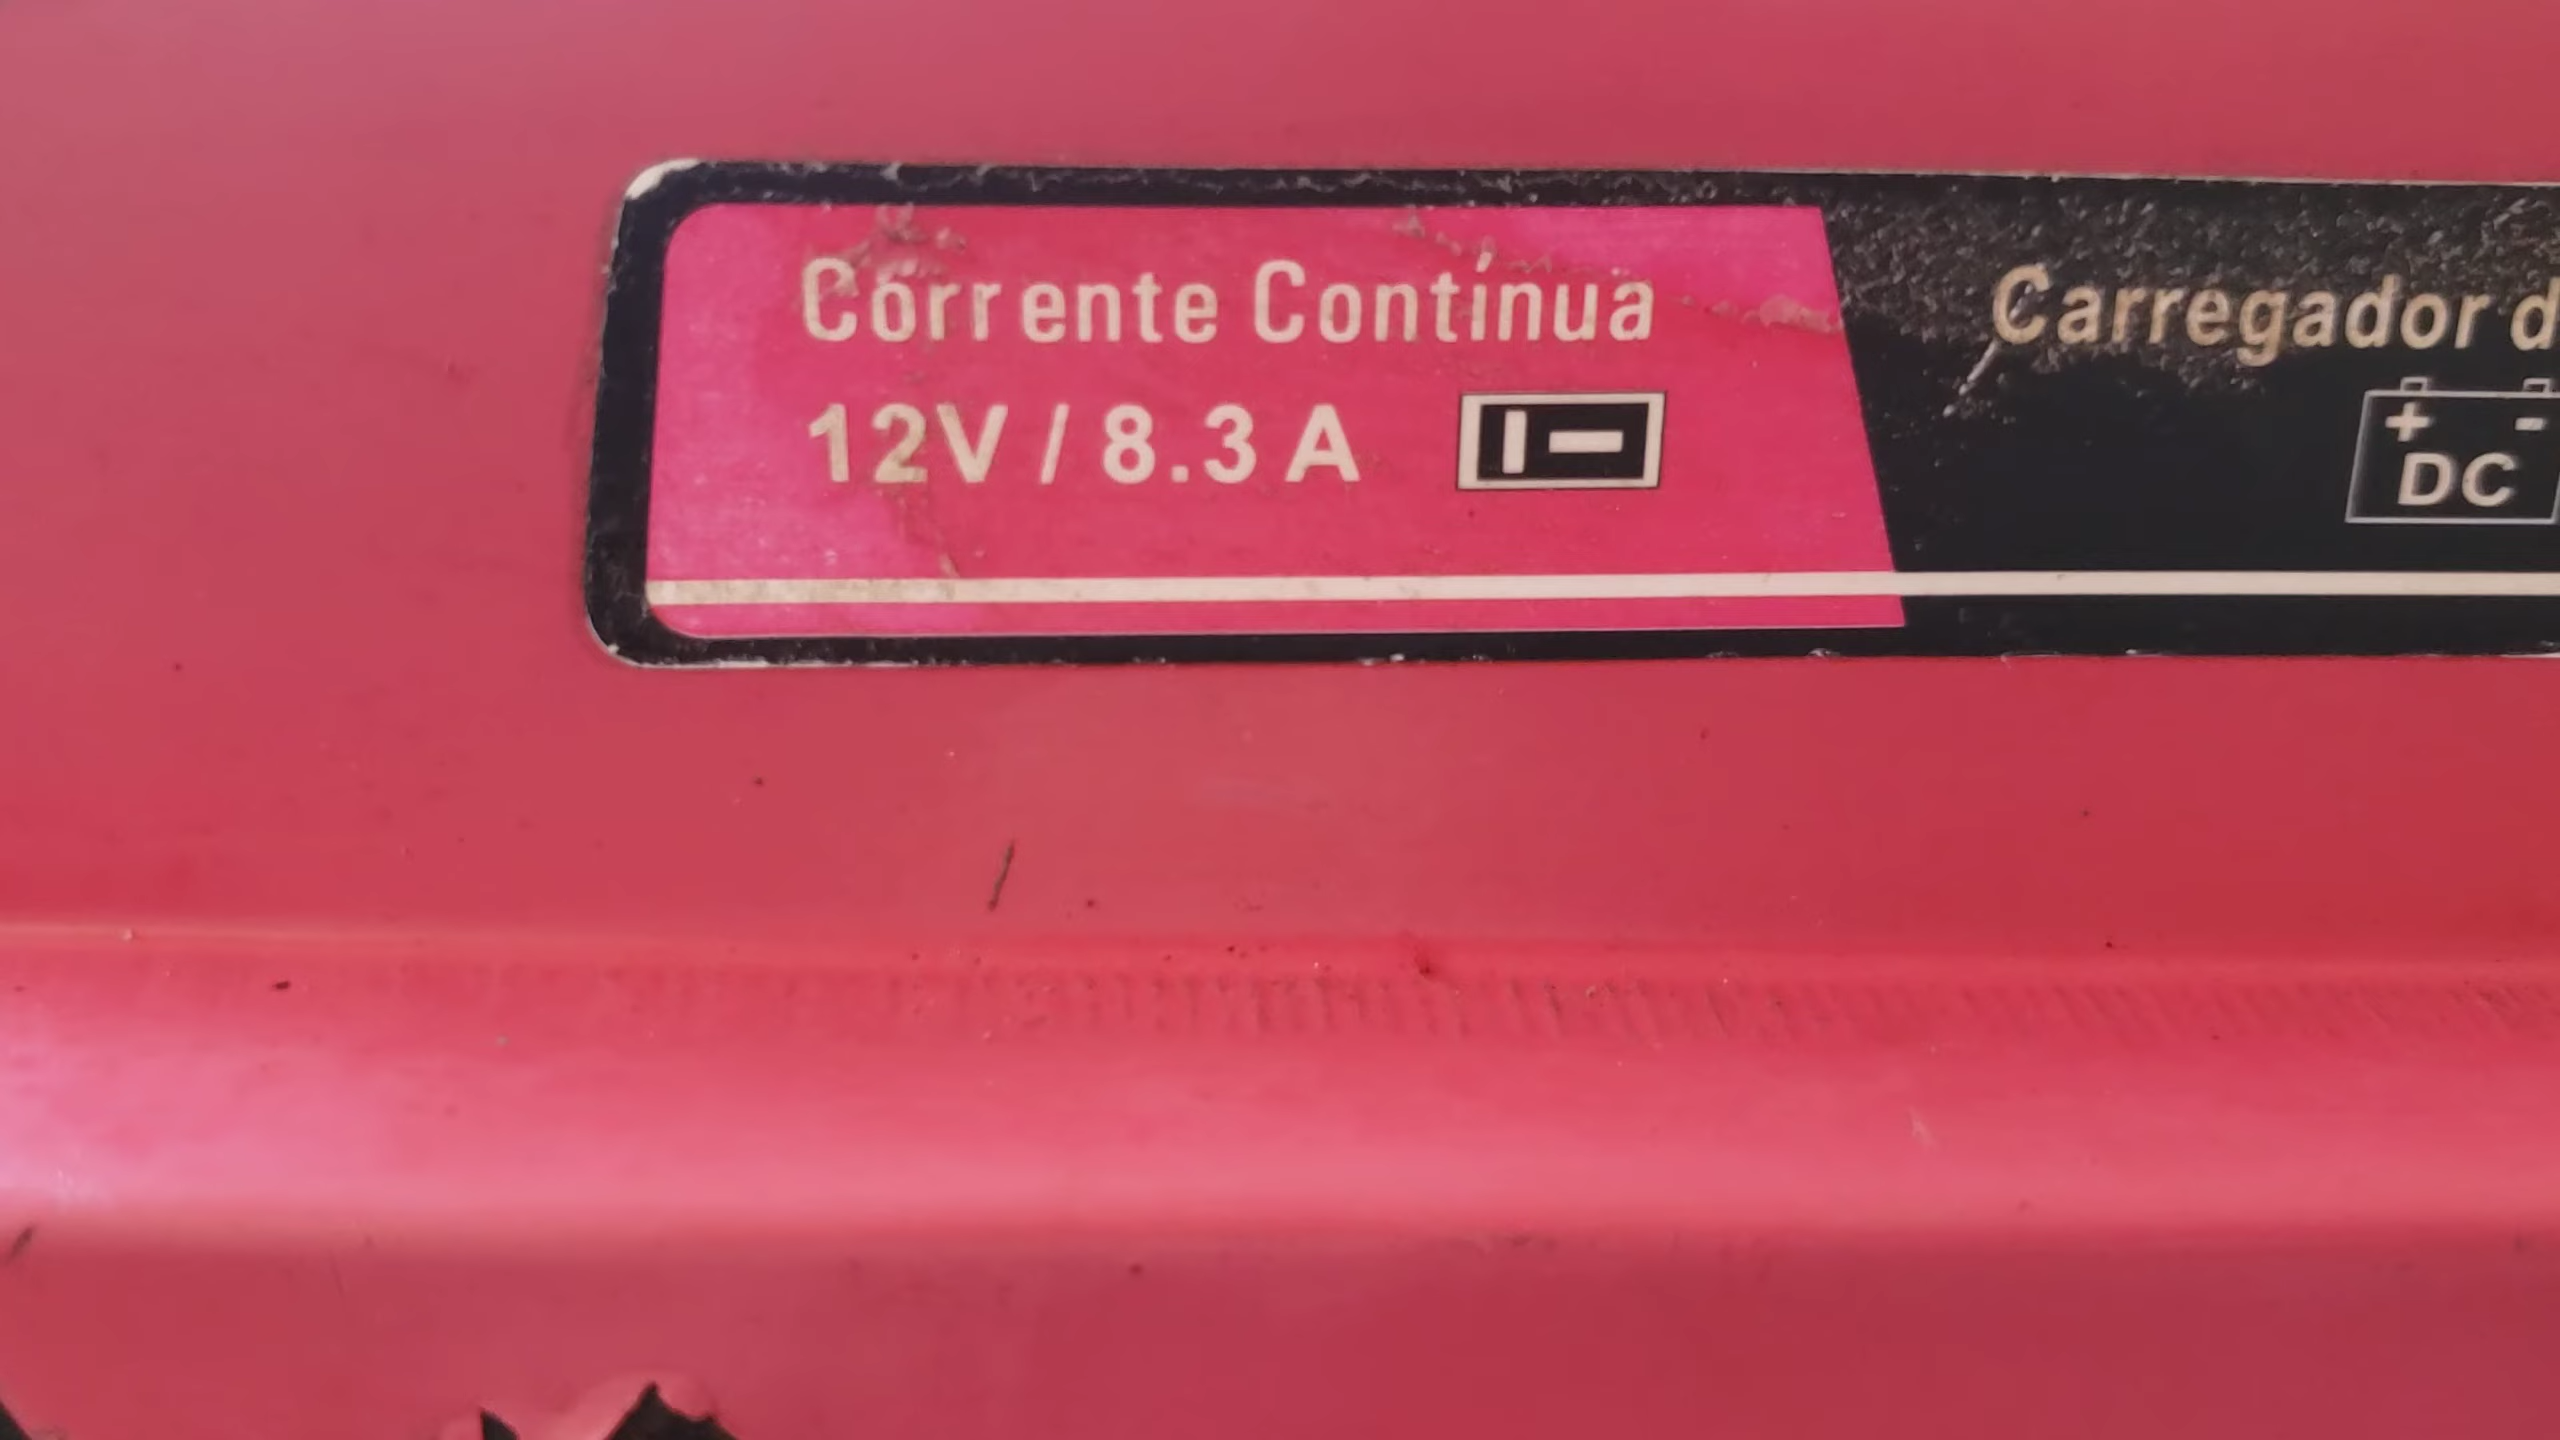 Corrente Contínua
12V / 8.3 A
Carregador d
+ -
DC